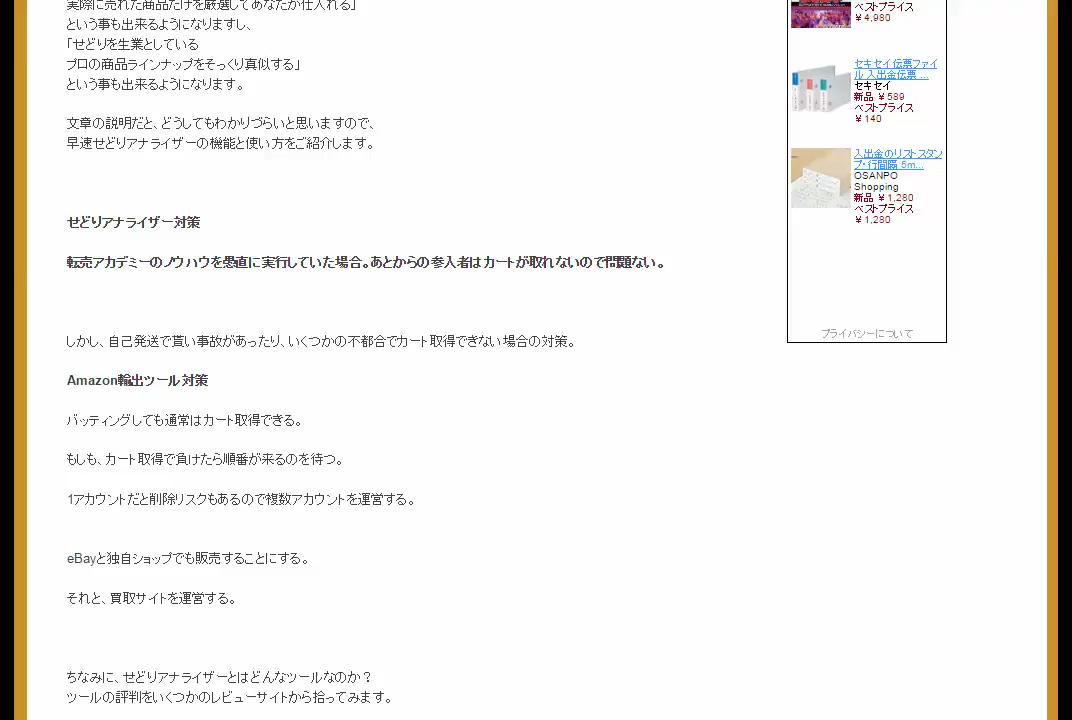 実際に売れた商品だけを厳選してあなたが仕入れる」
という事も出来るようになりますし、
「せどりを生業としている
プロの商品ラインナップをそっくり真似する」
という事も出来るようになります。
文章の説明だと、どうしてもわかりづらいと思いますので、
早速せどりアナライザーの機能と使い方をご紹介します。
せどりアナライザー対策
転売アカデミーのノウハウを愚直に実行していた場合。あとからの参入者はカートが取れないので問題ない。
しかし、自己発送で貰い事故があったり、いくつかの不都合でカート取得できない場合の対策。
Amazon輸出ツール対策
バッティングしても通常はカート取得できる。
もしも、カート取得で負けたら順番が来るのを待つ。
1アカウントだと削除リスクもあるので複数アカウントを運営する。
eBayと独自ショップでも販売することにする。
それと、買取サイトを運営する。
ちなみに、せどりアナライザーとはどんなツールなのか？
ツールの評判をいくつかのレビューサイトから拾ってみます。
ベストプライス
￥4,980
セキセイ 伝票ファイ
ル 入出金伝票 ...
セキセイ
新品 ￥589
ベストプライス
￥140
入出金のリストスタン
プ・行間隔 5m...
OSANPO
Shopping
新品 ￥1,280
ベストプライス
￥1,280
プライバシーについて